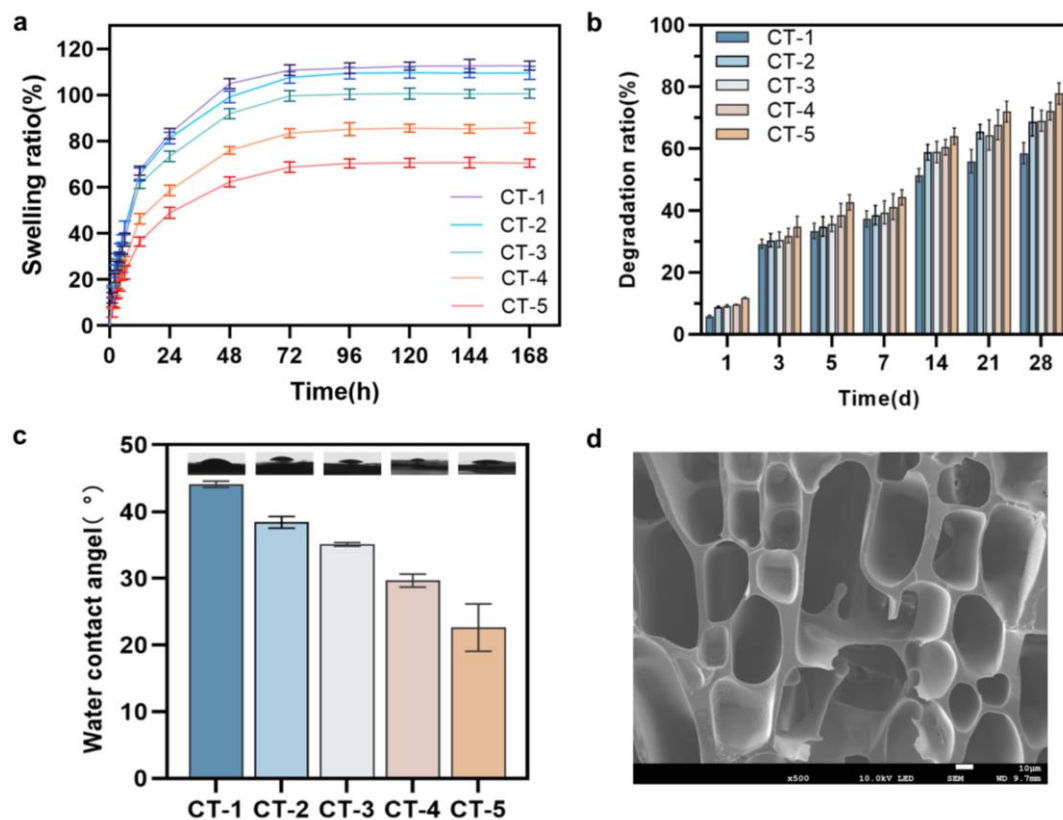 a
Swelling ratio(%)
120
100
80
60
40
20
0
0 24 48 72 96 120 144 168
Time(h)
CT-1
CT-2
CT-3
CT-4
CT-5
b
Degradation ratio(%)
100
80
60
40
20
0
CT-1
CT-2
CT-3
CT-4
CT-5
1 3 5 7 14 21 28
Time(d)
c
Water contact angel( °)
50
40
30
20
10
0
CT-1 CT-2 CT-3 CT-4 CT-5
d
10μm
x500 10.0kV LED SEM WD 9.7mm